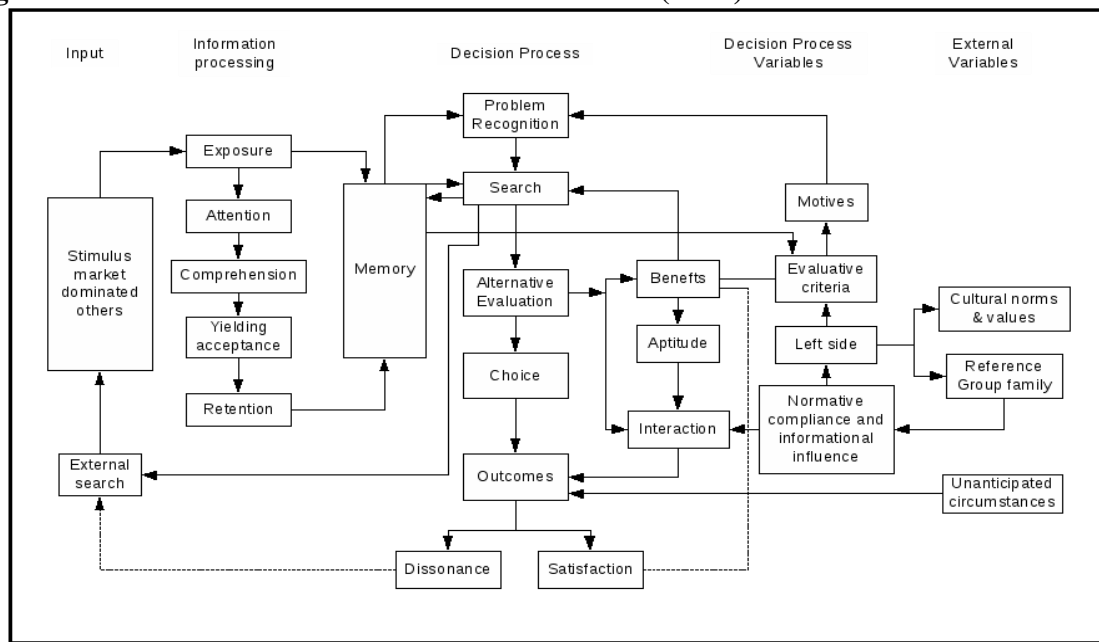 Input
Information
processing
Decision Process
Decision Process
Variables
External
Variables
Problem
Recognition
Exposure
Search
Attention
Motives
Stimulus
market
dominated
others
Memory
Comprehension
Alternative
Evaluation
Benefts
Evaluative
criteria
Cultural norms
& values
Yielding
acceptance
Aptitude
Left side
Choice
Reference
Group family
Retention
Interaction
Normative
compliance and
informational
influence
External
search
Outcomes
Unanticipated
circumstances
Dissonance
Satisfaction